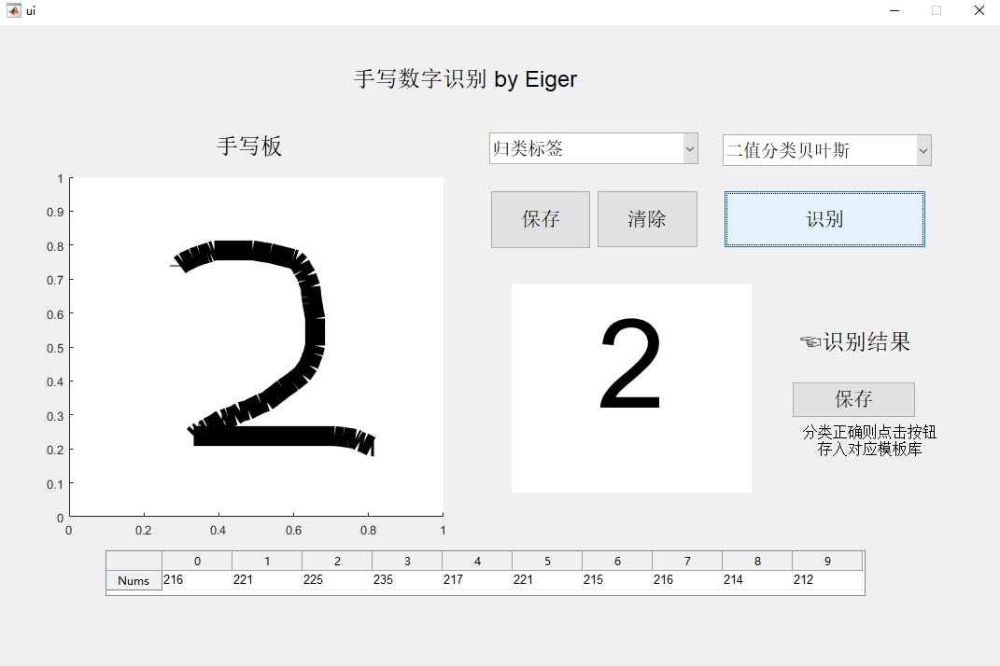 ui
手写数字识别 by Eiger
手写板
归类标签
二值分类贝叶斯
保存
清除
识别
1
0.9
0.8
0.7
0.6
0.5
0.4
0.3
0.2
0.1
0
0 0.2 0.4 0.6 0.8 1
2
2
☜识别结果
保存
分类正确则点击按钮
存入对应模板库
0 1 2 3 4 5 6 7 8 9
Nums 216 221 225 235 217 221 215 216 214 212